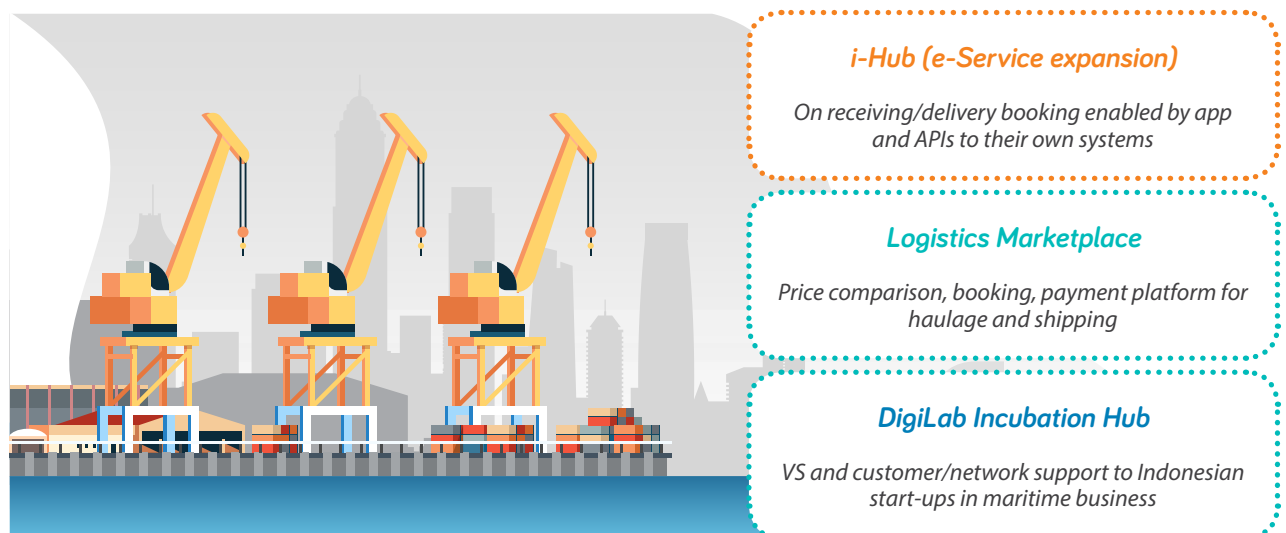 i-Hub (e-Service expansion)
On receiving/delivery booking enabled by app
and APIs to their own systems
Logistics Marketplace
Price comparison, booking, payment platform for
haulage and shipping
DigiLab Incubation Hub
VS and customer/network support to Indonesian
start-ups in maritime business